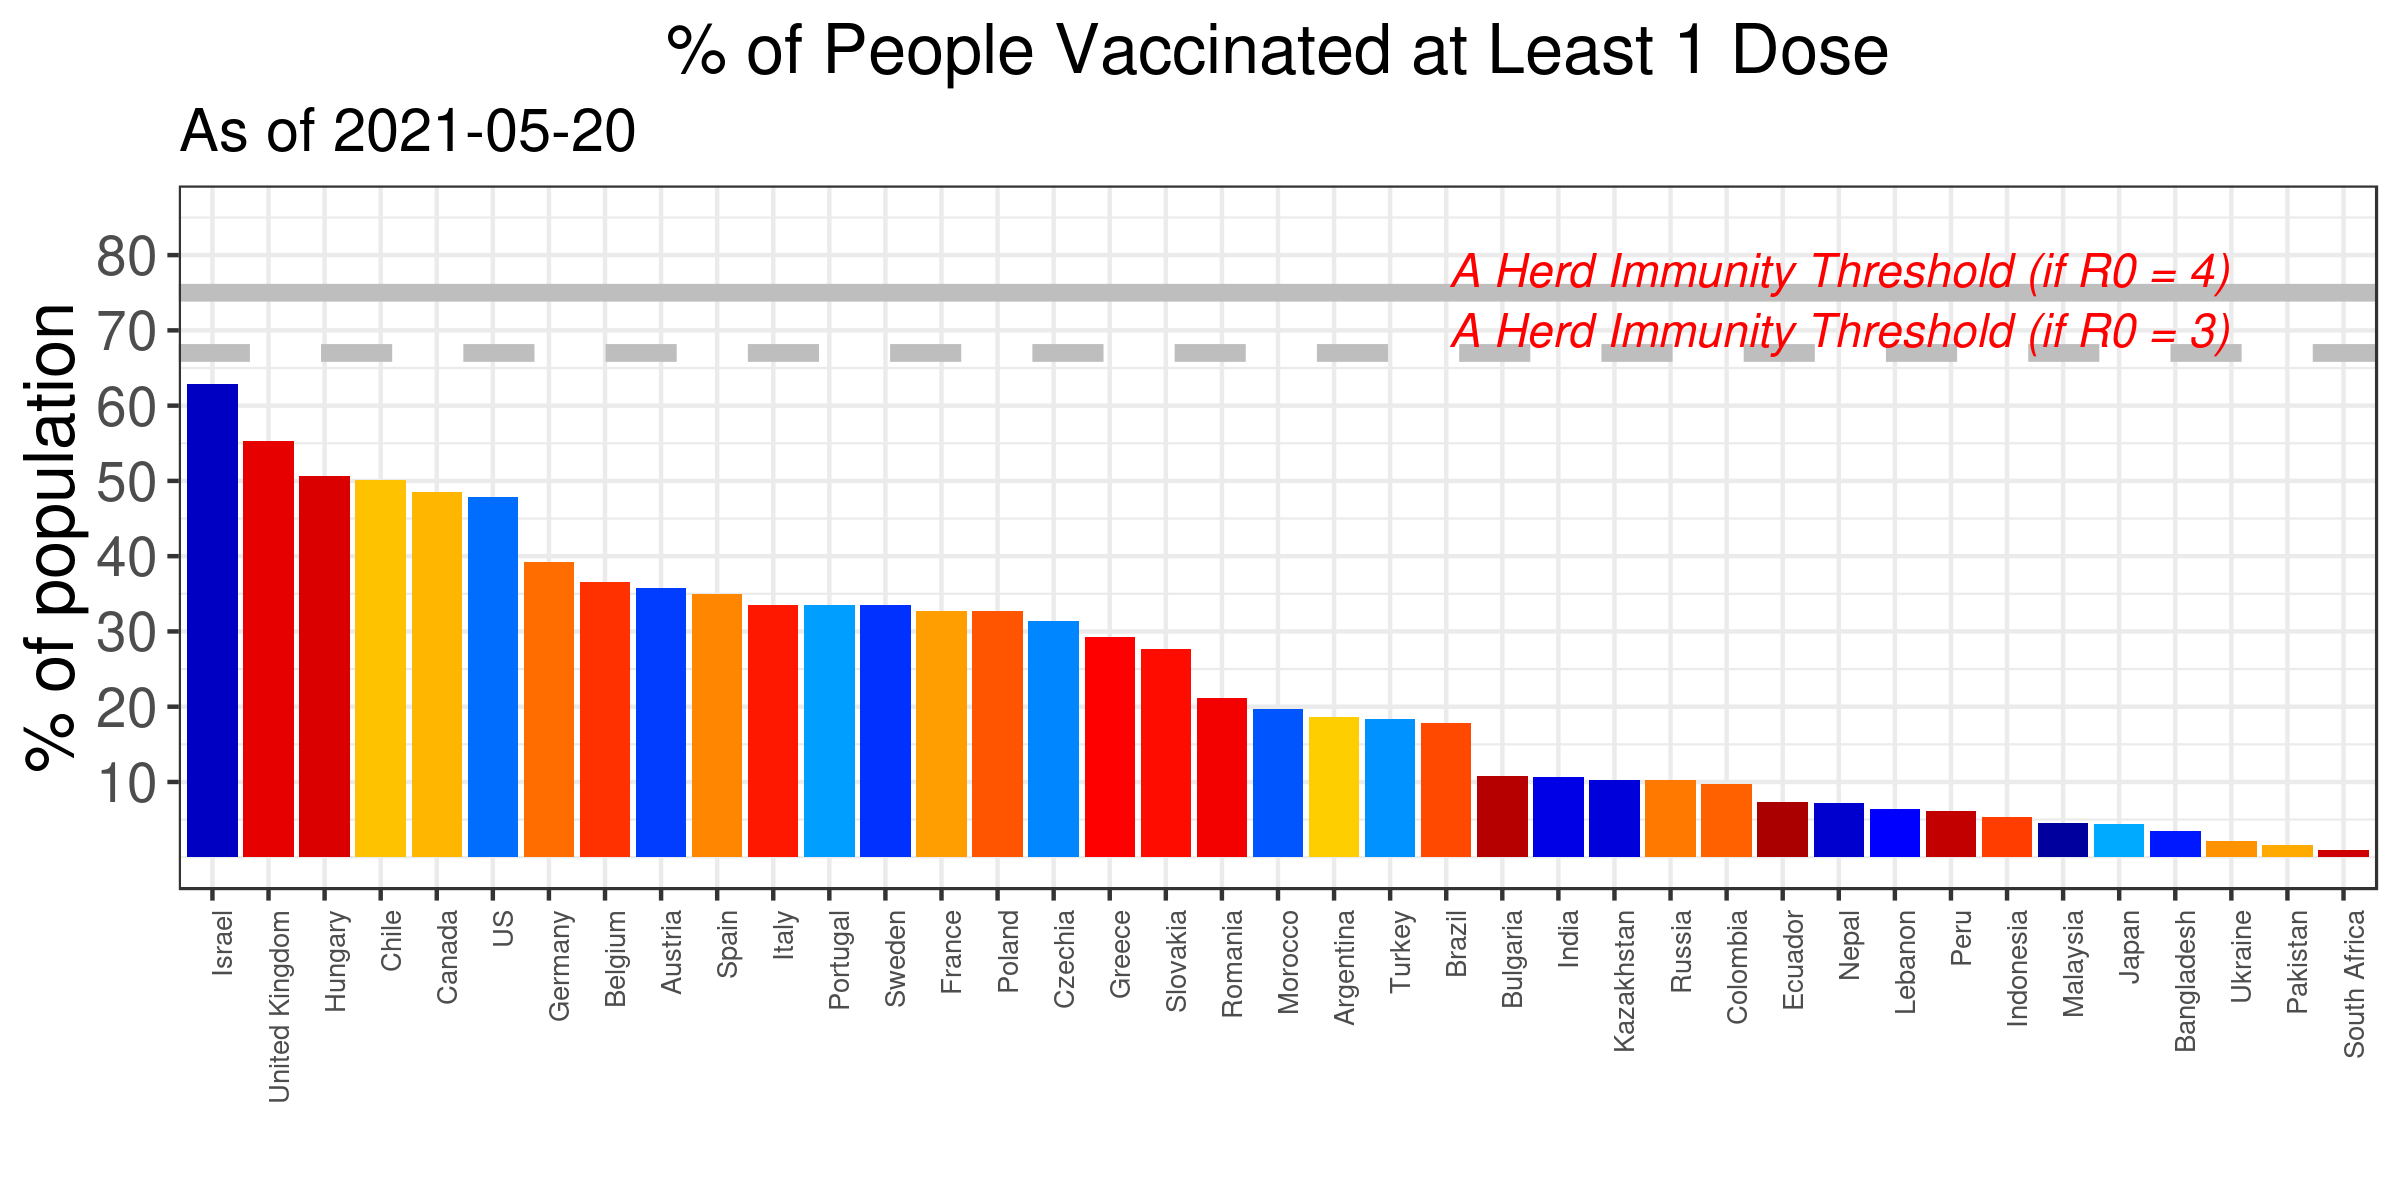 % of People Vaccinated at Least 1 Dose
As of 2021-05-20
% of population
80
70
60
50
40
30
20
10
A Herd Immunity Threshold (if R0 = 4)
A Herd Immunity Threshold (if R0 = 3)
Israel
United Kingdom
Hungary
Chile
Canada
US
Germany
Belgium
Austria
Spain
Italy
Portugal
Sweden
France
Poland
Czechia
Greece
Slovakia
Romania
Morocco
Argentina
Turkey
Brazil
Bulgaria
India
Kazakhstan
Russia
Colombia
Ecuador
Nepal
Lebanon
Peru
Indonesia
Malaysia
Japan
Bangladesh
Ukraine
Pakistan
South Africa